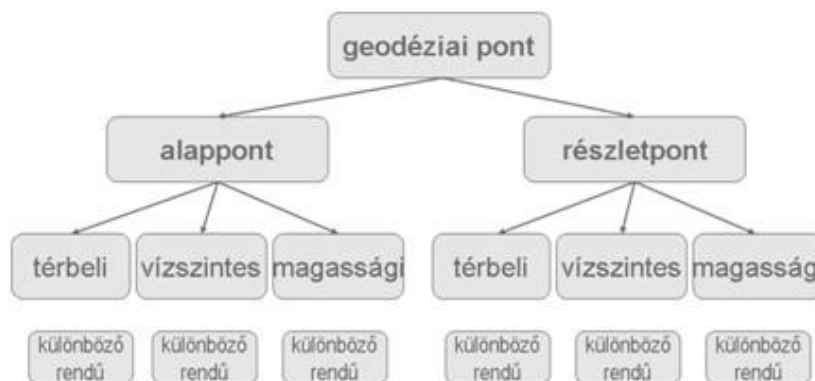 geodéziai pont
alappont
részletpont
térbeli
vízszintes
magassági
térbeli
vízszintes
magassági
különböző
rendű
különböző
rendű
különböző
rendű
különböző
rendű
különböző
rendű
különböző
rendű